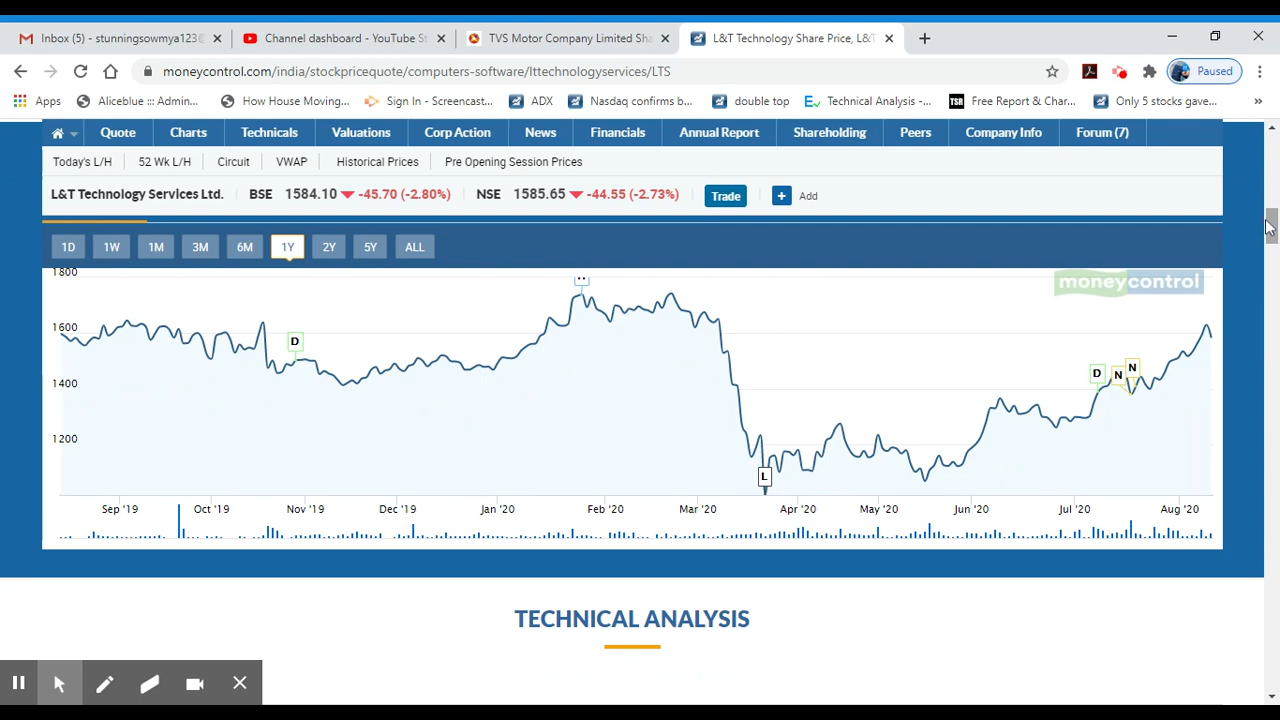 Inbox (5) - stunningsowmya123@
Channel dashboard - YouTube St
TVS Motor Company Limited Sha
L&T Technology Share Price, L&T
moneycontrol.com/india/stockpricequote/computers-software/lttechnologyservices/LTS
Paused
Apps
Aliceblue ::: Admin...
How House Moving...
Sign In - Screencast...
ADX
Nasdaq confirms b...
double top
Technical Analysis -...
TSR
Free Report & Char...
Only 5 stocks gave...
»
Quote
Charts
Technicals
Valuations
Corp Action
News
Financials
Annual Report
Shareholding
Peers
Company Info
Forum (7)
Today's L/H
52 Wk L/H
Circuit
VWAP
Historical Prices
Pre Opening Session Prices
L&T Technology Services Ltd.
BSE 1584.10 -45.70 (-2.80%)
NSE 1585.65 -44.55 (-2.73%)
Trade
+ Add
1D 1W 1M 3M 6M 1Y 2Y 5Y ALL
1800
moneycontrol
1600
D
D N N
1400
1200
L
Sep '19 Oct '19 Nov '19 Dec '19 Jan '20 Feb '20 Mar '20 Apr '20 May '20 Jun '20 Jul '20 Aug '20
TECHNICAL ANALYSIS